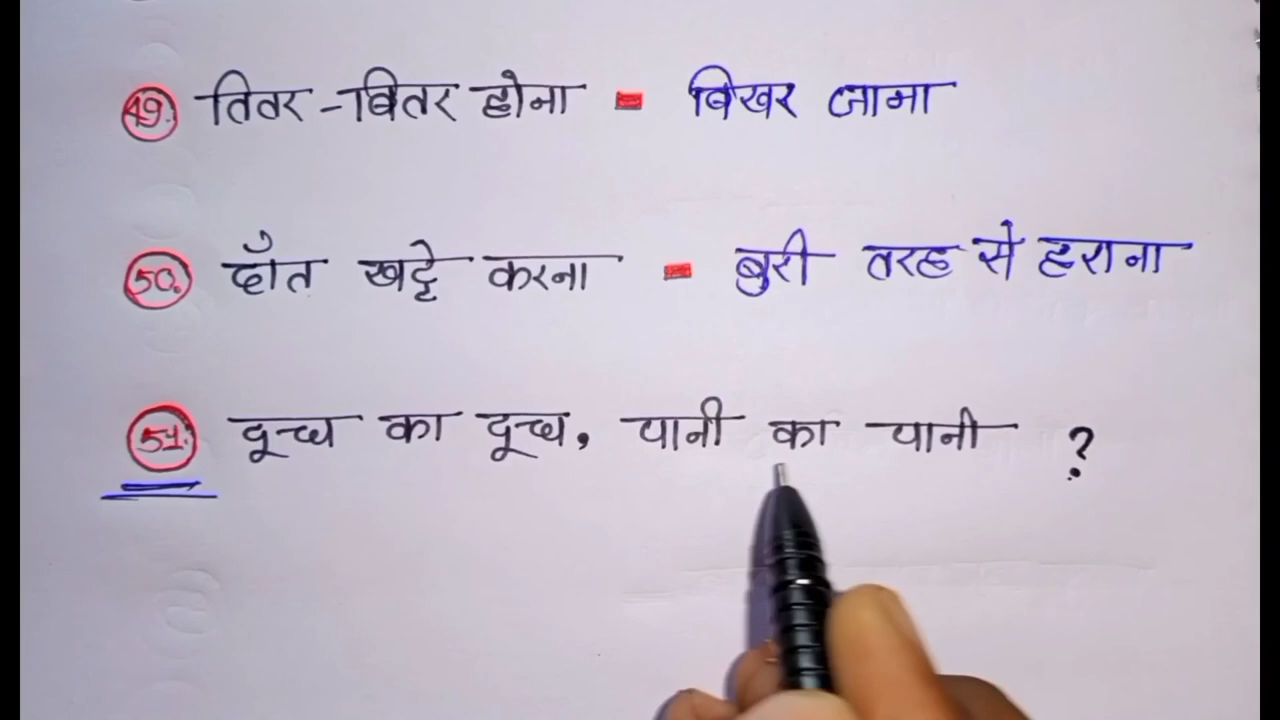 49. तितर-बितर होना - बिखर जाना
50. दाँत खट्टे करना - बुरी तरह से हराना
51. दूध का दूध, पानी का पानी ?